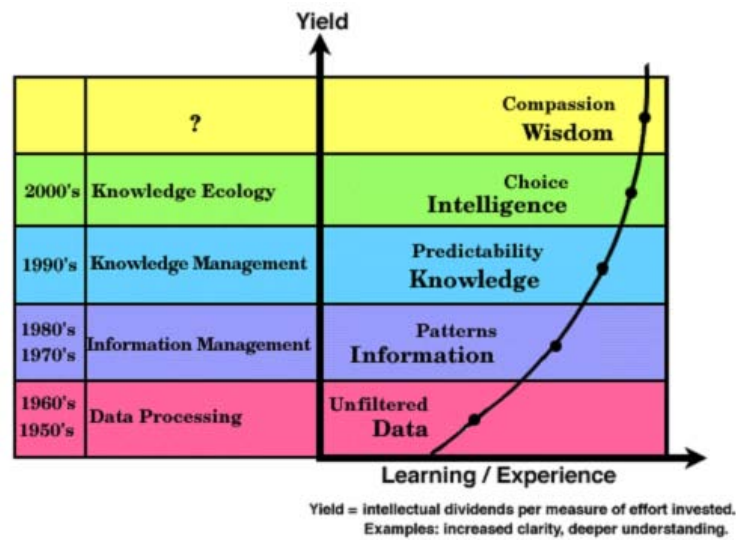 Yield
?
Compassion
Wisdom
2000's Knowledge Ecology
Choice
Intelligence
1990's Knowledge Management
Predictability
Knowledge
1980's
1970's
Information Management
Patterns
Information
1960's
1950's
Data Processing
Unfiltered
Data
Learning / Experience
Yield = intellectual dividends per measure of effort invested.
Examples: increased clarity, deeper understanding.